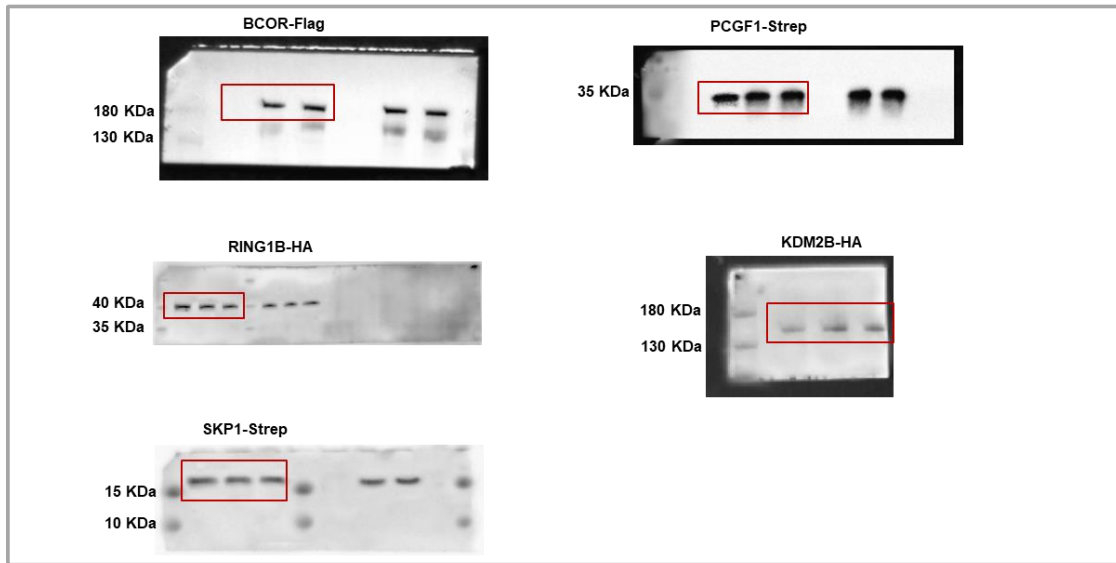 BCOR-Flag
180 KDa
130 KDa
PCGF1-Strep
35 KDa
RING1B-HA
40 KDa
35 KDa
KDM2B-HA
180 KDa
130 KDa
SKP1-Strep
15 KDa
10 KDa